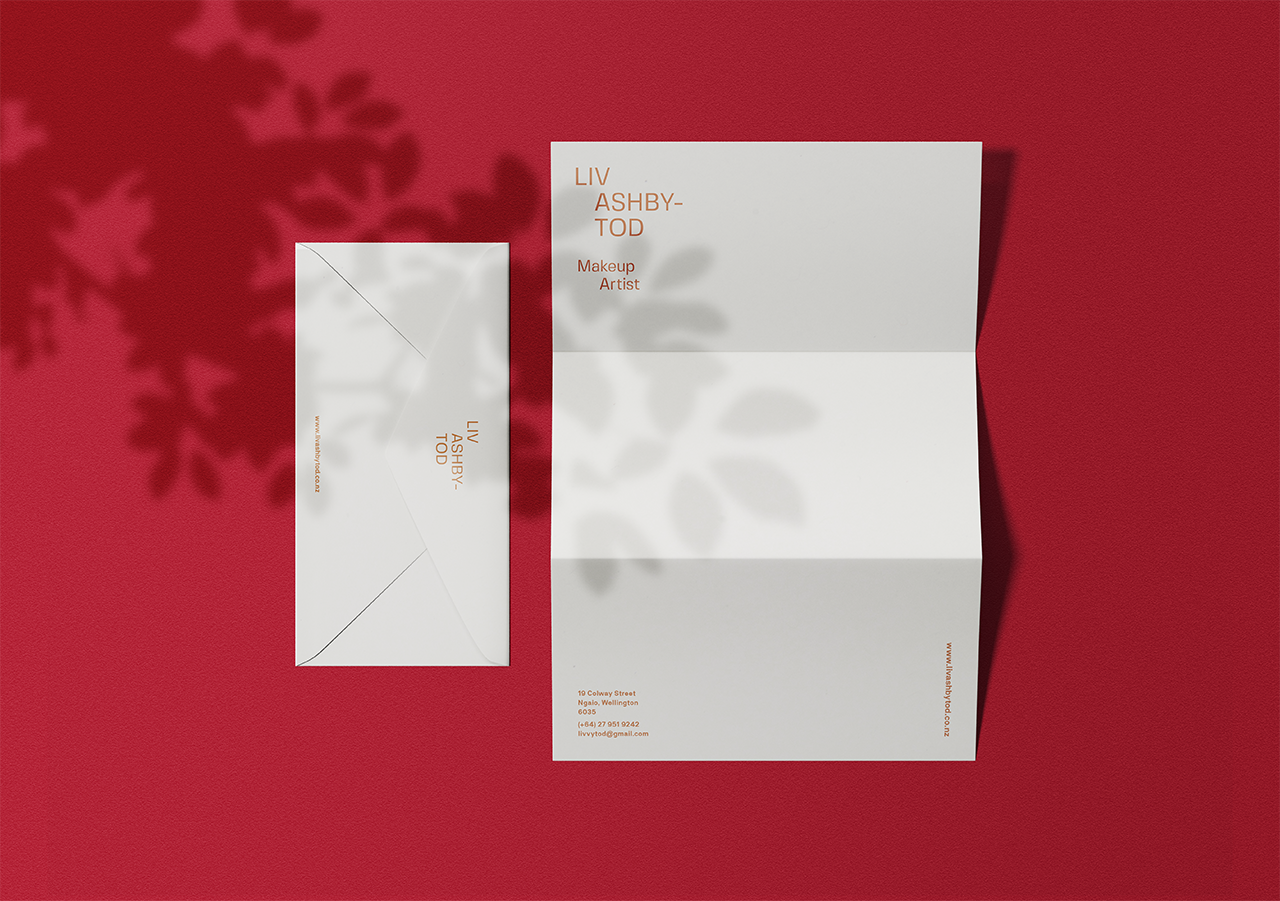 www.livashbytod.co.nz
LIV
ASHBY–
TOD
LIV
ASHBY–
TOD
Makeup
Artist
19 Colway Street
Ngaio, Wellington
6035
(+64) 27 951 9242
livvytod@gmail.com
www.livashbytod.co.nz